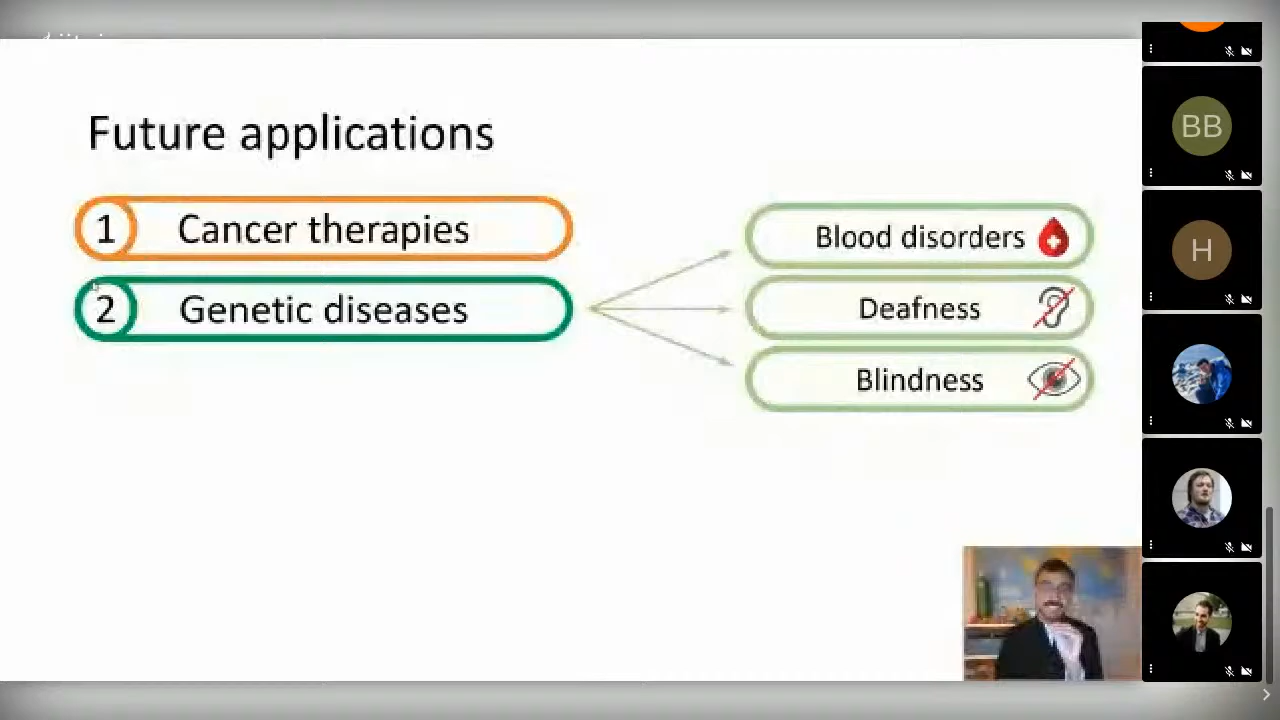 Future applications
1 Cancer therapies
2 Genetic diseases
Blood disorders
Deafness
Blindness
BB
H